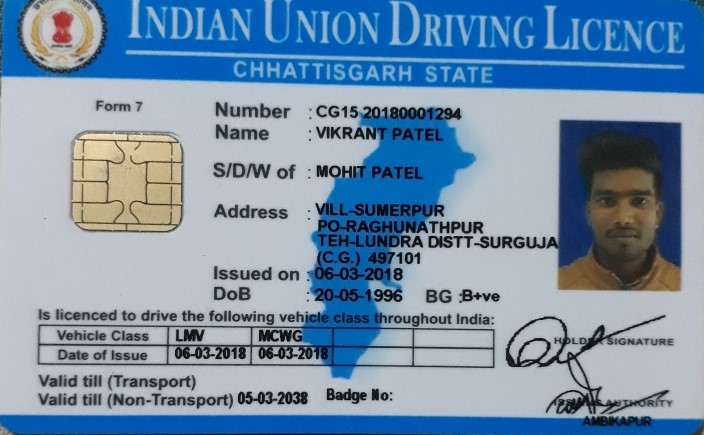 INDIAN UNION DRIVING LICENCE
CHHATTISGARH STATE
Form 7
Number : CG15 20180001294
Name : VIKRANT PATEL
S/D/W of : MOHIT PATEL
Address : VILL-SUMERPUR
PO-RAGHUNATHPUR
TEH-LUNDRA DISTT-SURGUJA
(C.G.) 497101
Issued on : 06-03-2018
DoB : 20-05-1996 BG :B+ve
Is licenced to drive the following vehicle class throughout India:
Vehicle Class LMV MCWG
Date of Issue 06-03-2018 06-03-2018
HOLDER SIGNATURE
Valid till (Transport)
Valid till (Non-Transport) 05-03-2038 Badge No:
ISSUING AUTHORITY
AMBIKAPUR